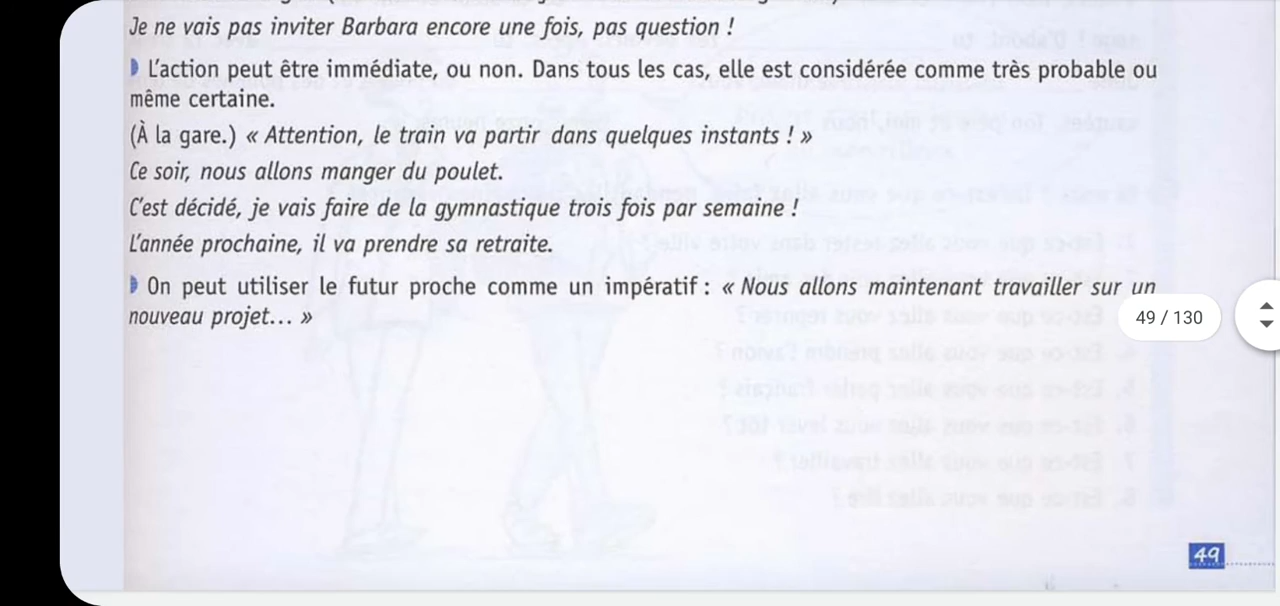 Je ne vais pas inviter Barbara encore une fois, pas question !
L'action peut être immédiate, ou non. Dans tous les cas, elle est considérée comme très probable ou
même certaine.
(À la gare.) « Attention, le train va partir dans quelques instants ! »
Ce soir, nous allons manger du poulet.
C'est décidé, je vais faire de la gymnastique trois fois par semaine !
L'année prochaine, il va prendre sa retraite.
On peut utiliser le futur proche comme un impératif : « Nous allons maintenant travailler sur un
nouveau projet... »
49 / 130
49